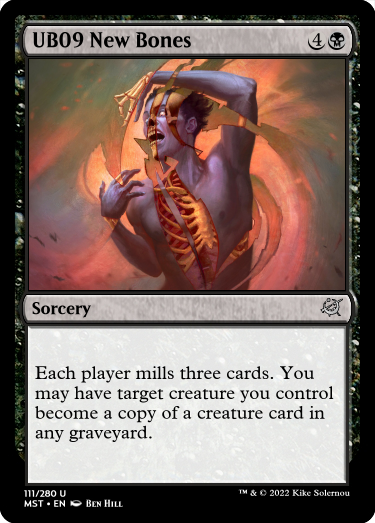 UB09 New Bones 4
Sorcery
Each player mills three cards. You
may have target creature you control
become a copy of a creature card in
any graveyard.
111/280 U
MST • EN Ben Hill
™ & © 2022 Kike Solernou